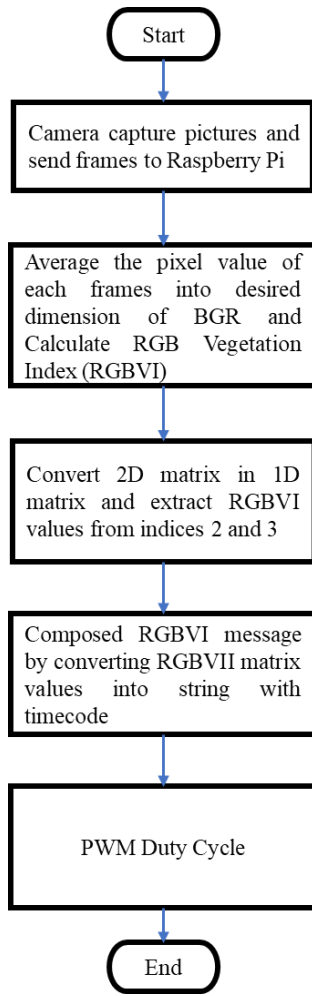 Start
Camera capture pictures and
send frames to Raspberry Pi
Average the pixel value of
each frames into desired
dimension of BGR and
Calculate RGB Vegetation
Index (RGBVI)
Convert 2D matrix in 1D
matrix and extract RGBVI
values from indices 2 and 3
Composed RGBVI message
by converting RGBVII matrix
values into string with
timecode
PWM Duty Cycle
End